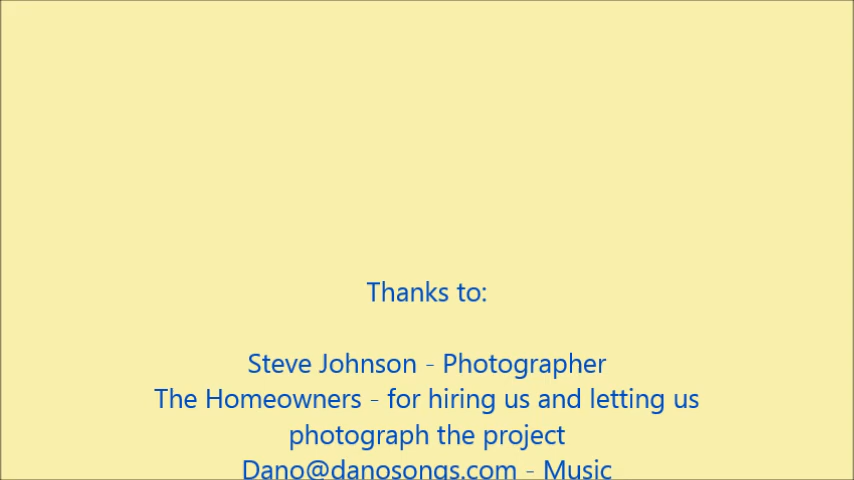 Thanks to:
Steve Johnson - Photographer
The Homeowners - for hiring us and letting us
photograph the project
Dano@danosongs.com - Music